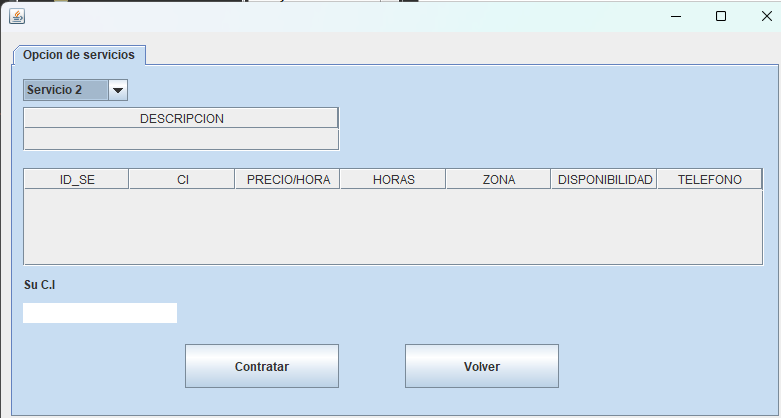 Opcion de servicios
Servicio 2
DESCRIPCION
ID_SE CI PRECIO/HORA HORAS ZONA DISPONIBILIDAD TELEFONO
Su C.I
Contratar Volver